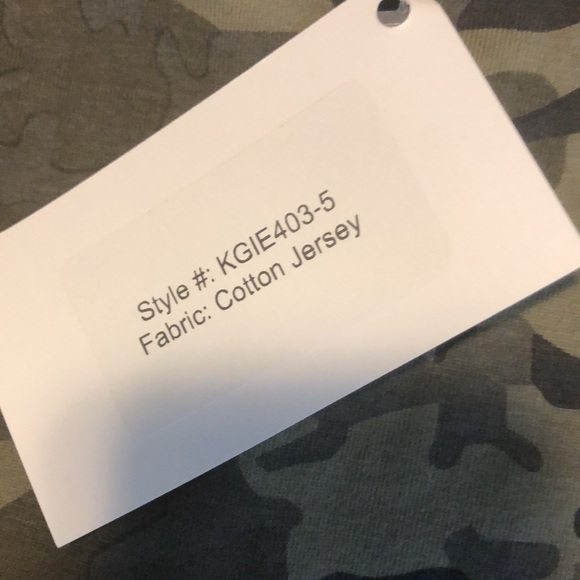 Style #: KGIE403-5
Fabric: Cotton Jersey